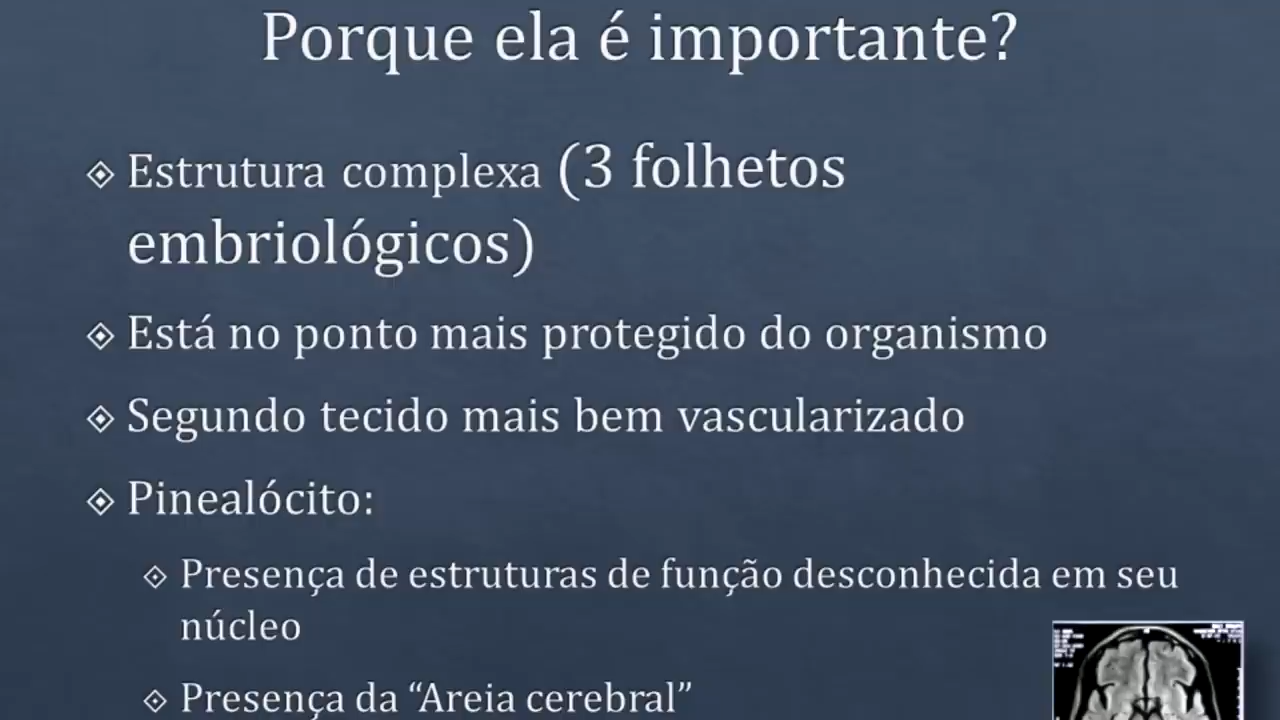 Porque ela é importante?
Estrutura complexa (3 folhetos
embriológicos)
Está no ponto mais protegido do organismo
Segundo tecido mais bem vascularizado
Pinealócito:
Presença de estruturas de função desconhecida em seu
núcleo
Presença da “Areia cerebral”